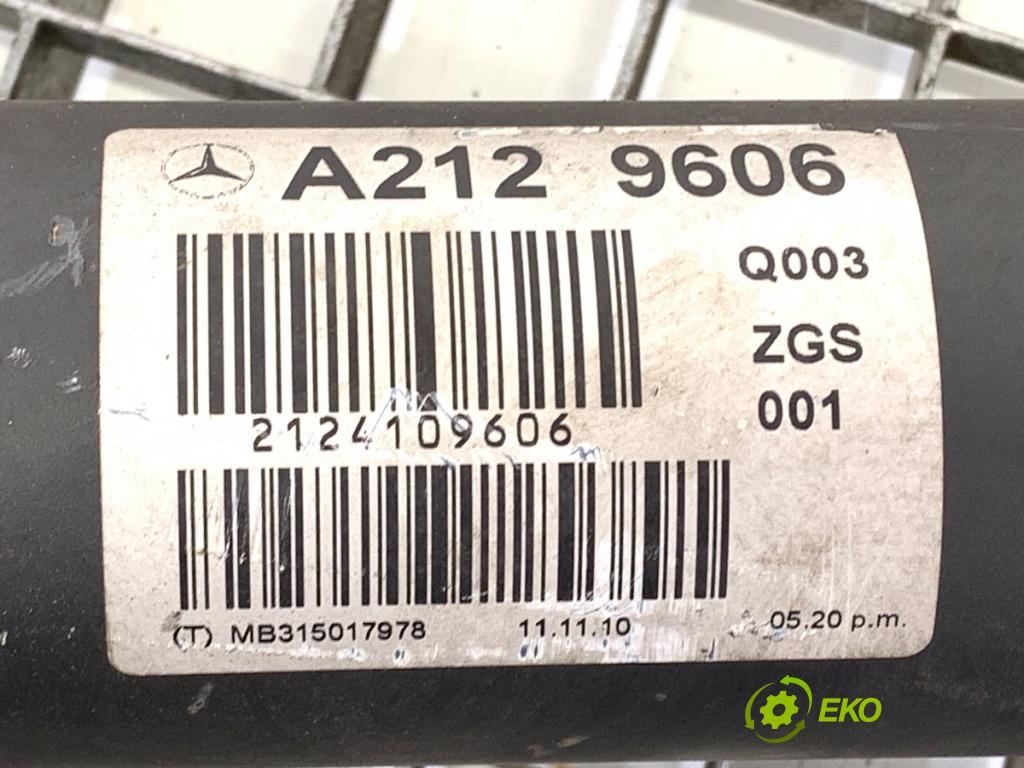 A212 9606
Q003
ZGS
001
2124109606
(T) MB315017978 11.11.10 05.20 p.m.
EKO